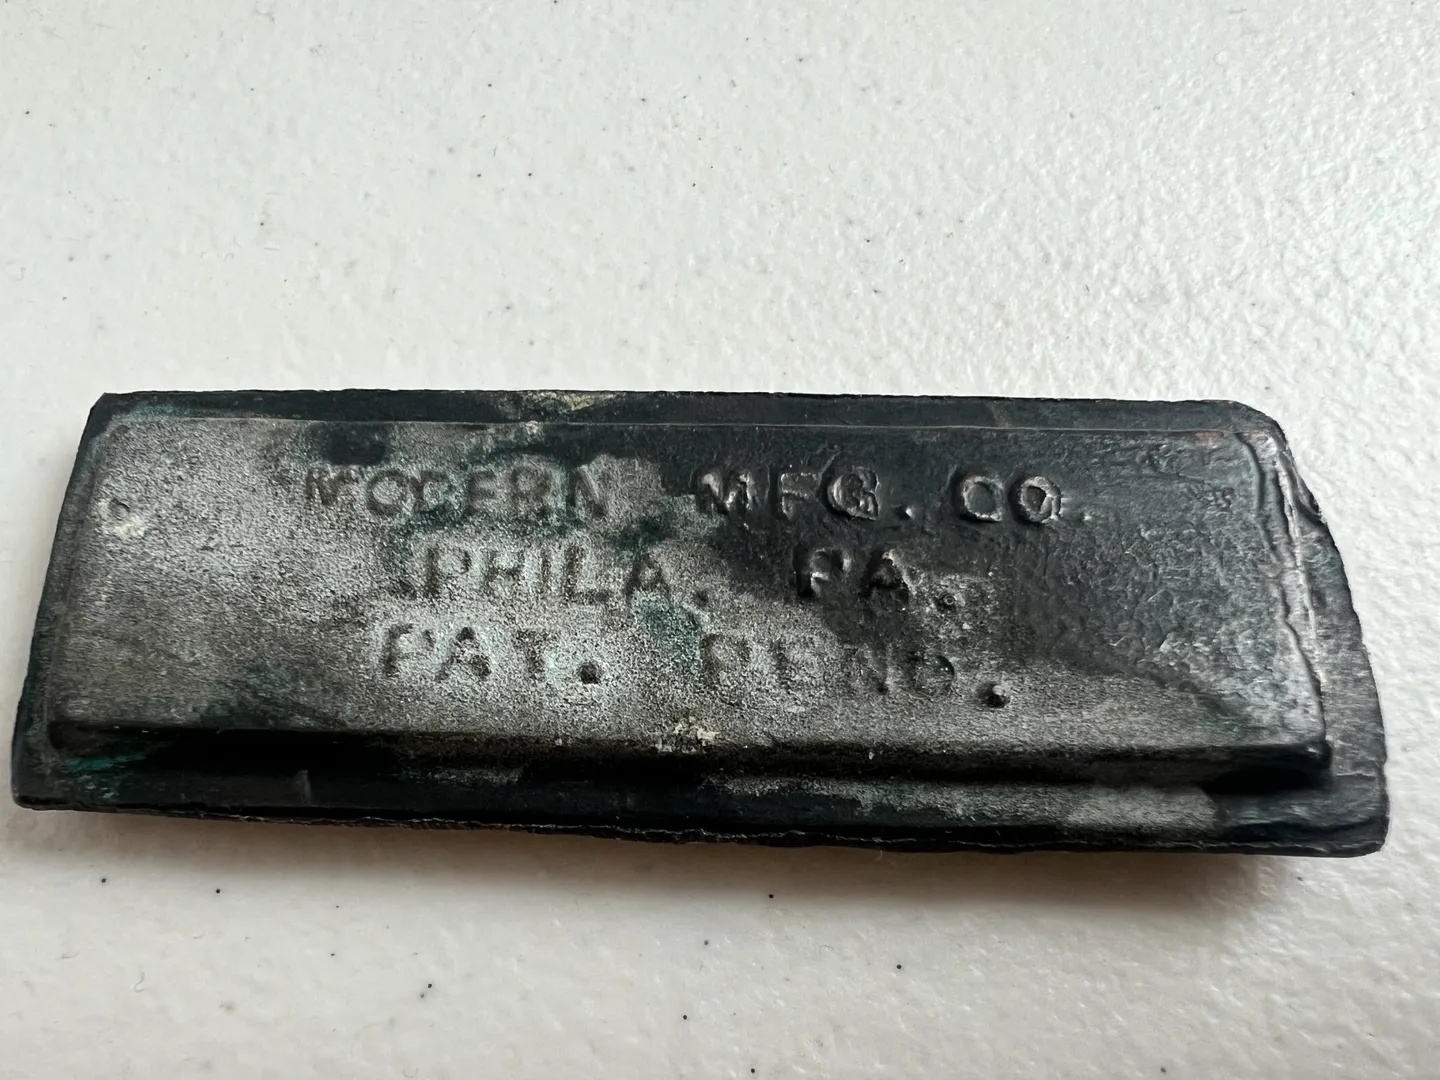 MODERN MFG. CO.
PHILA. PA.
PAT. PEND.